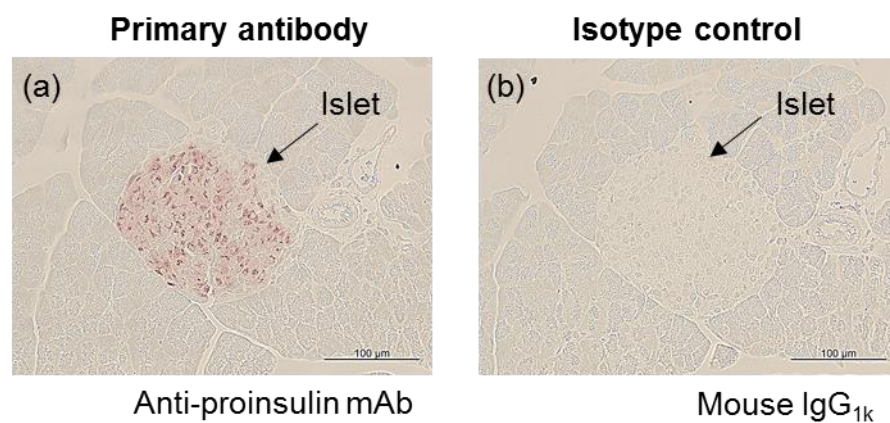 Primary antibody
Isotype control
(a)
Islet
100 µm
(b)
Islet
100 µm
Anti-proinsulin mAb
Mouse IgG1k